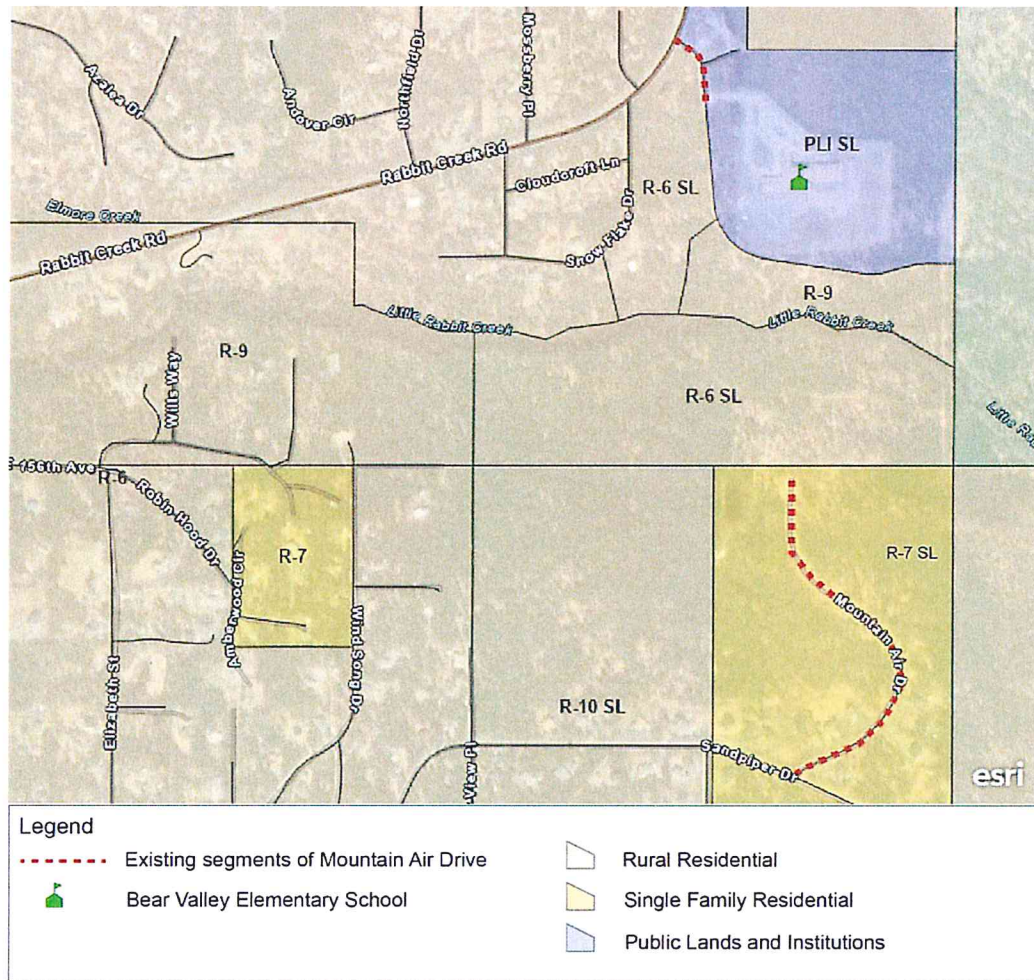 Azalea Dr
Andover Cir
Northfield Dr
Mossberry Pl
PLI SL
Rabbit Creek Rd
Cloudcroft Ln
R-6 SL
Elmore Creek
Snow Flake Dr
Rabbit Creek Rd
R-9
Little Rabbit Creek
Little Rabbit Creek
R-9
R-6 SL
Wills Way
156th Ave
R-6
Robin Hood Dr
R-7
R-7 SL
Amberwood Cir
Wind Song Dr
Mountain Air Dr
Elizabeth St
R-10 SL
View Pl
Sandpiper Dr
esri
Legend
Existing segments of Mountain Air Drive
Rural Residential
Bear Valley Elementary School
Single Family Residential
Public Lands and Institutions